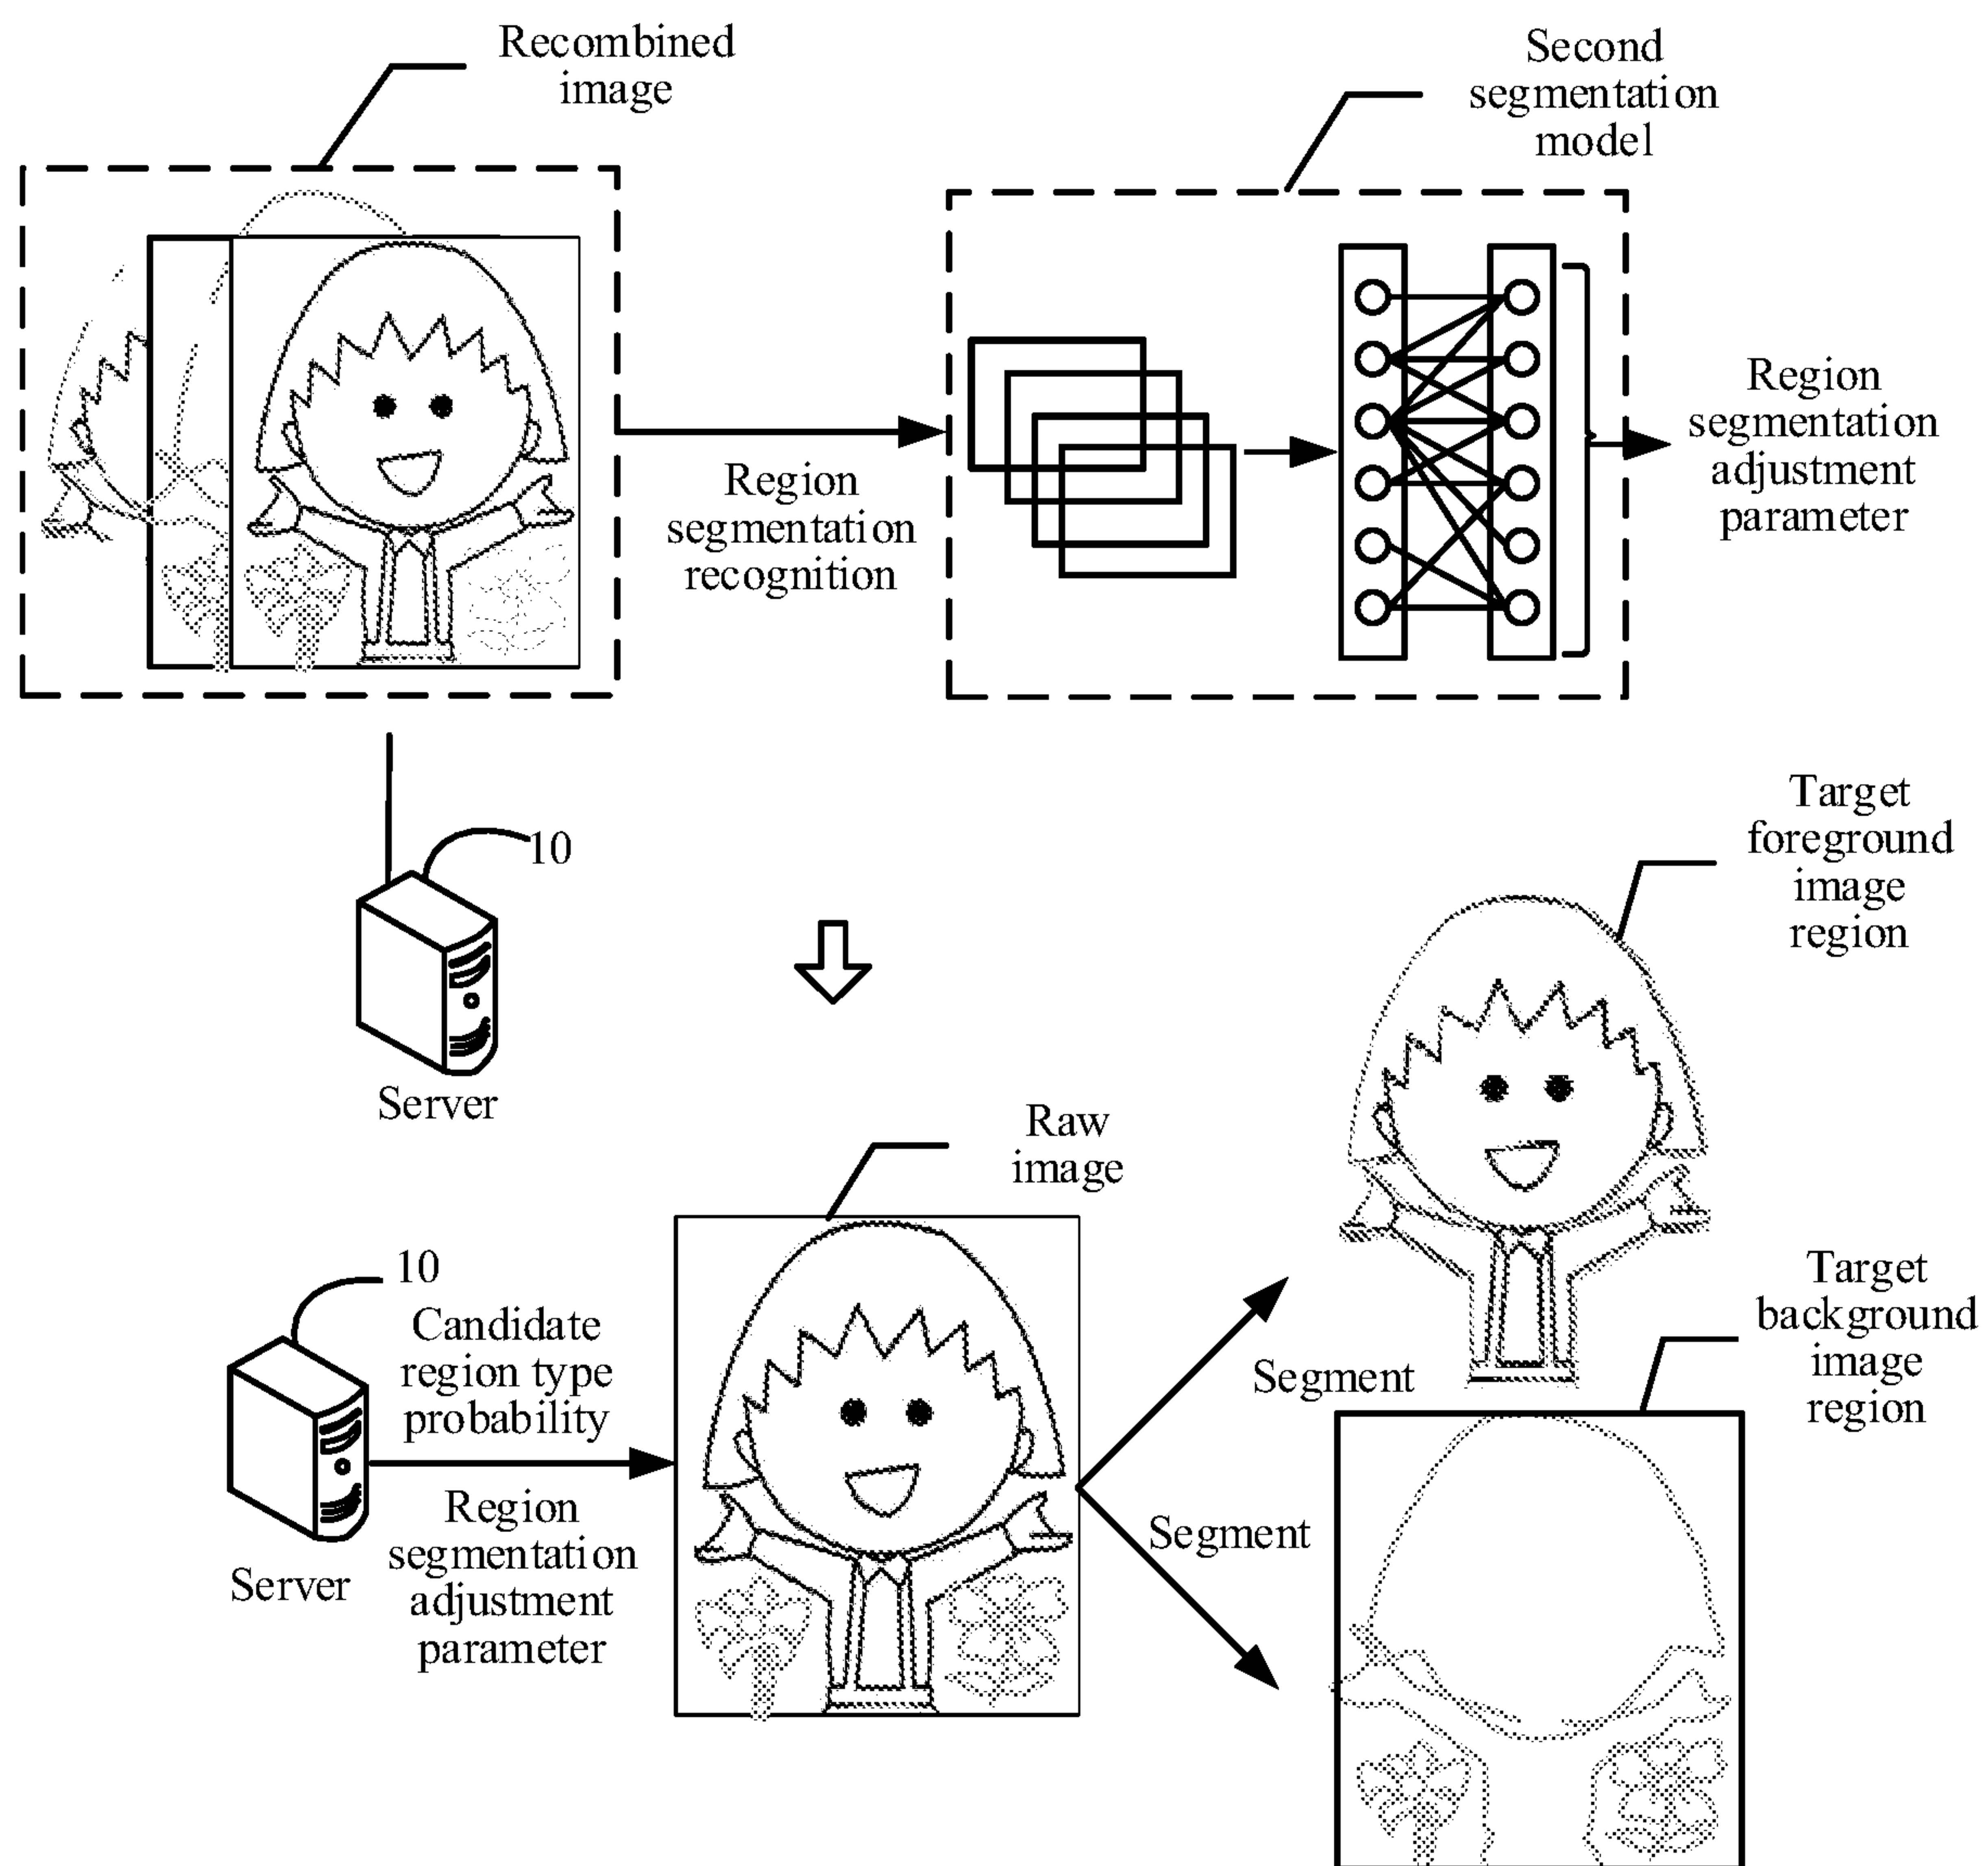 Recombined
image
Second
segmentation
model
Region
segmentation
recognition
Region
segmentation
adjustment
parameter
10
Server
Target
foreground
image
region
Raw
image
10
Candidate
region type
probability
Region
segmentation
adjustment
parameter
Server
Segment
Segment
Target
background
image
region